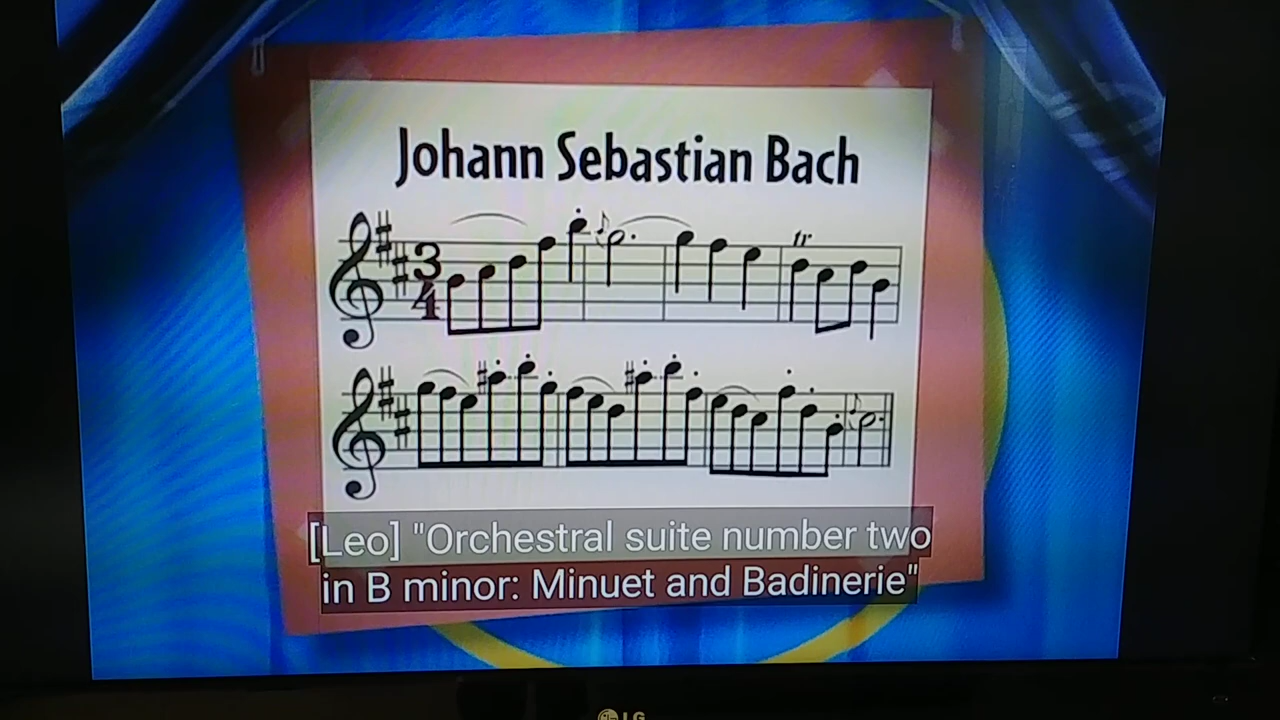 Johann Sebastian Bach
3
4
tr
[Leo] "Orchestral suite number two
in B minor: Minuet and Badinerie"
LG